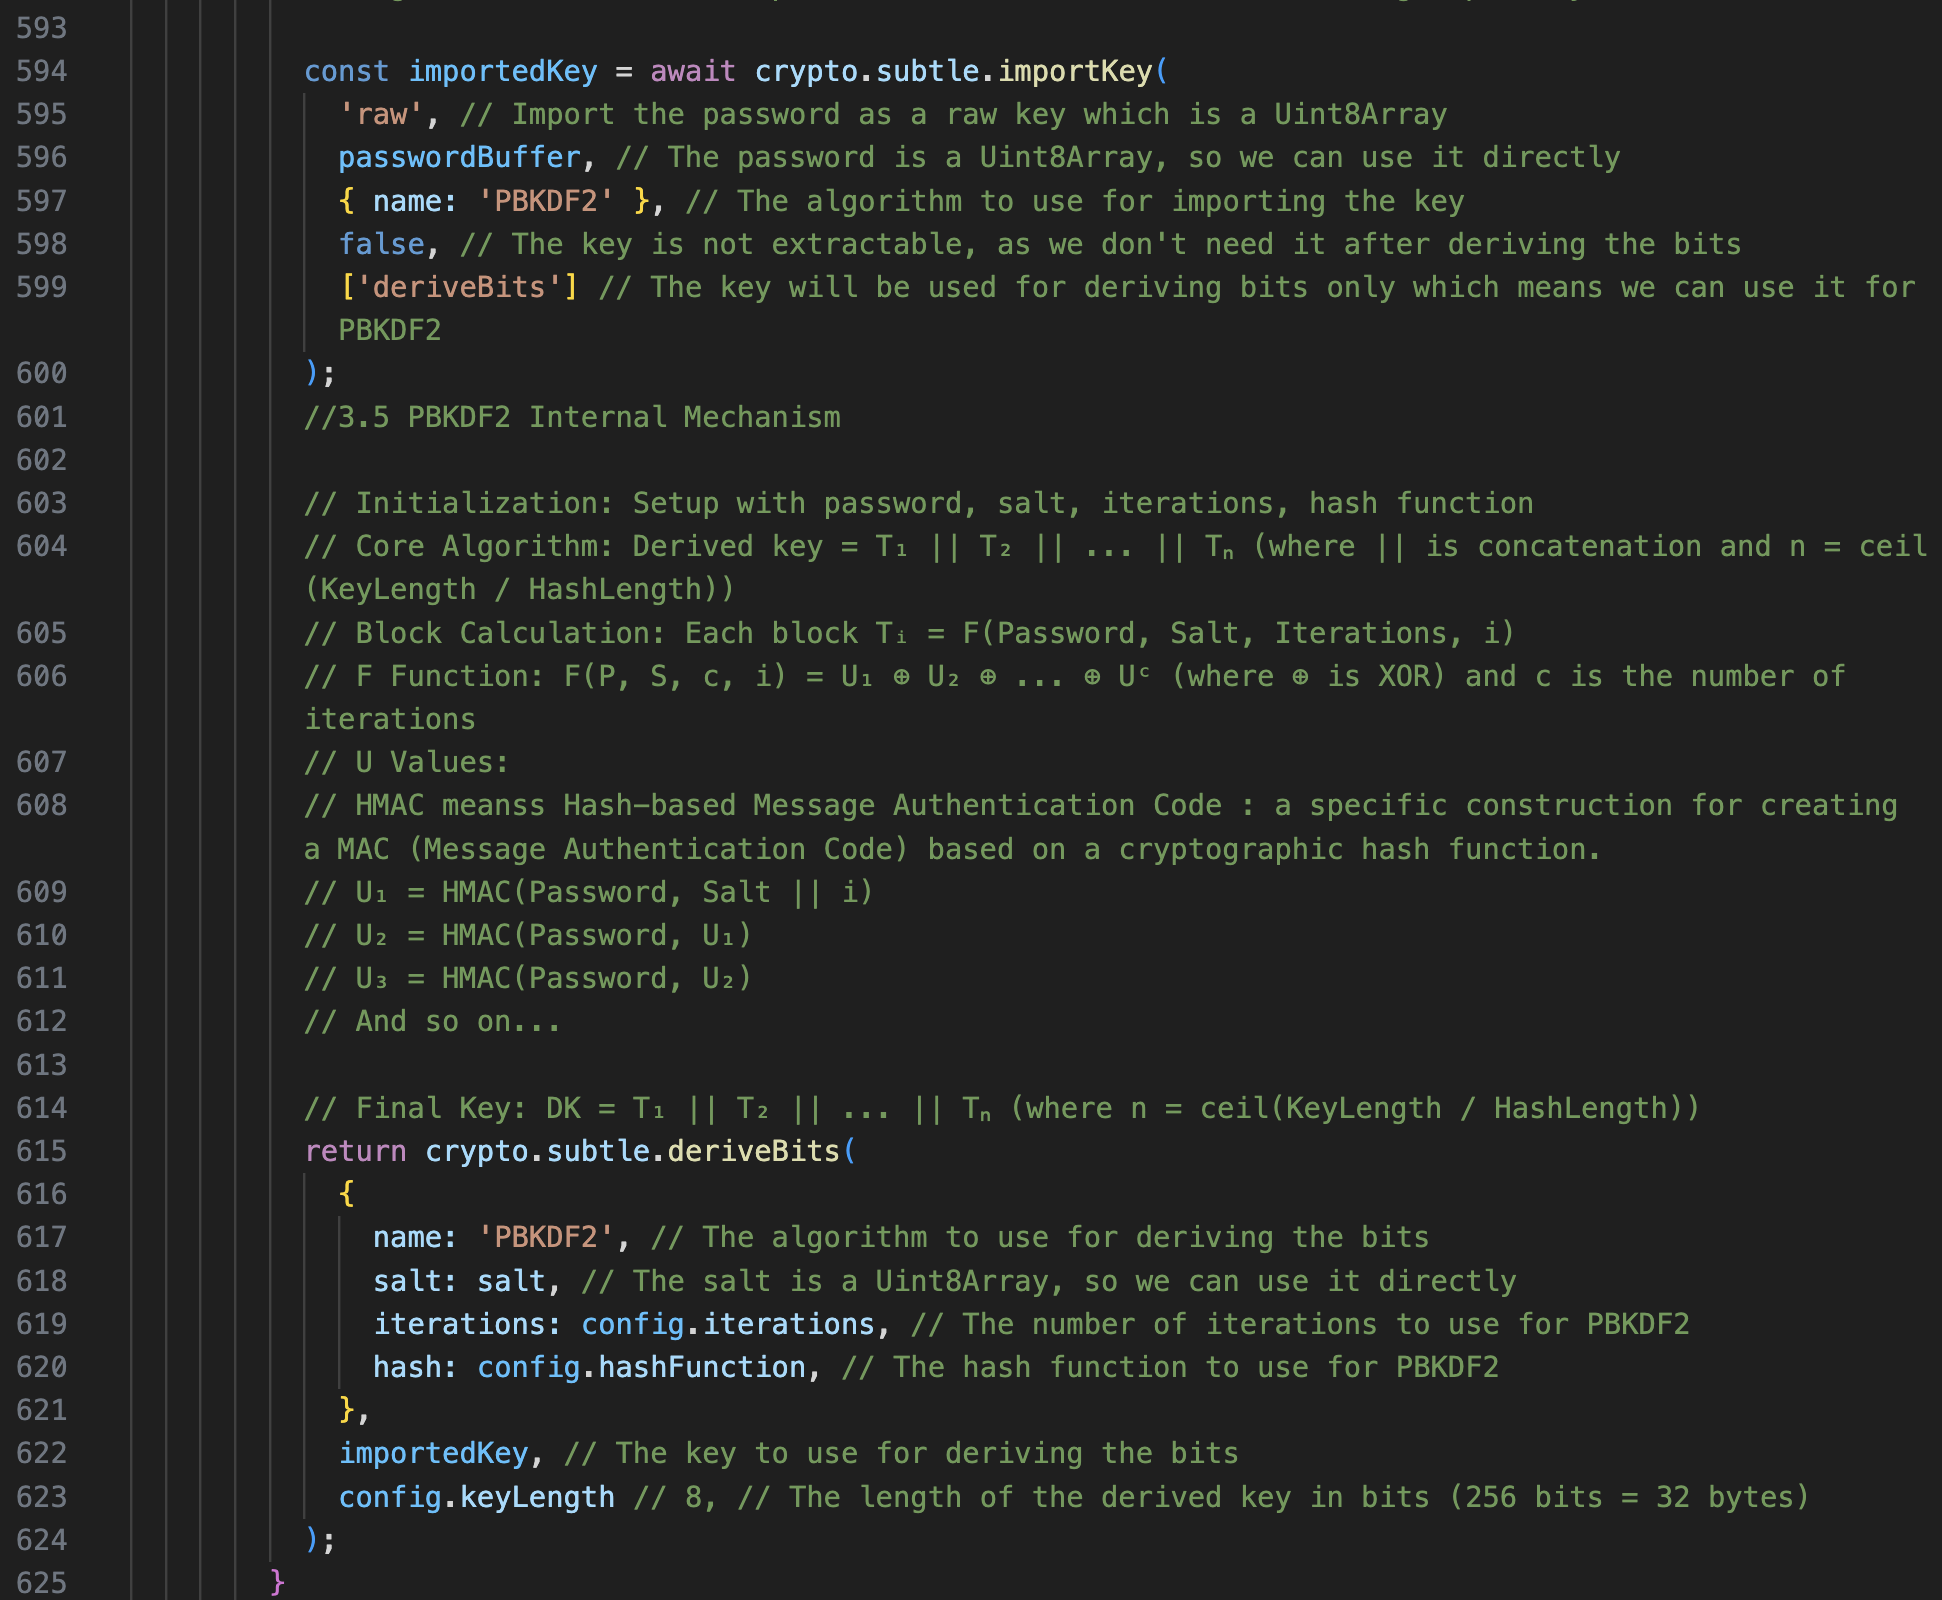 593
594 const importedKey = await crypto.subtle.importKey(
595 'raw', // Import the password as a raw key which is a Uint8Array
596 passwordBuffer, // The password is a Uint8Array, so we can use it directly
597 { name: 'PBKDF2' }, // The algorithm to use for importing the key
598 false, // The key is not extractable, as we don't need it after deriving the bits
599 ['deriveBits'] // The key will be used for deriving bits only which means we can use it for
PBKDF2
600 );
601 //3.5 PBKDF2 Internal Mechanism
602
603 // Initialization: Setup with password, salt, iterations, hash function
604 // Core Algorithm: Derived key = T₁ || T₂ || ... || Tₙ (where || is concatenation and n = ceil
(KeyLength / HashLength))
605 // Block Calculation: Each block Tᵢ = F(Password, Salt, Iterations, i)
606 // F Function: F(P, S, c, i) = U₁ ⊕ U₂ ⊕ ... ⊕ Uᶜ (where ⊕ is XOR) and c is the number of
iterations
607 // U Values:
608 // HMAC meanss Hash-based Message Authentication Code : a specific construction for creating
a MAC (Message Authentication Code) based on a cryptographic hash function.
609 // U₁ = HMAC(Password, Salt || i)
610 // U₂ = HMAC(Password, U₁)
611 // U₃ = HMAC(Password, U₂)
612 // And so on...
613
614 // Final Key: DK = T₁ || T₂ || ... || Tₙ (where n = ceil(KeyLength / HashLength))
615 return crypto.subtle.deriveBits(
616 {
617 name: 'PBKDF2', // The algorithm to use for deriving the bits
618 salt: salt, // The salt is a Uint8Array, so we can use it directly
619 iterations: config.iterations, // The number of iterations to use for PBKDF2
620 hash: config.hashFunction, // The hash function to use for PBKDF2
621 },
622 importedKey, // The key to use for deriving the bits
623 config.keyLength // 8, // The length of the derived key in bits (256 bits = 32 bytes)
624 );
625 }